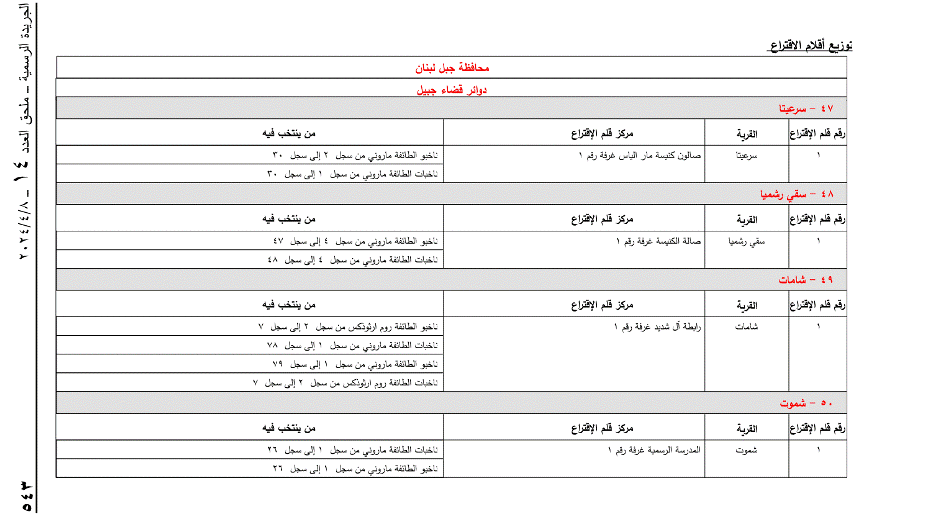 الجريدة الرسمية – ملحق العدد ١٤ – ٢٠٢٤/٤/٨
توزيع أقلام الاقتراع
محافظة جبل لبنان
دوائر قضاء جبيل
٤٧ - سرعيتا
رقم قلم الإقتراع القرية مركز قلم الإقتراع من ينتخب فيه
١ سرعيتا صالون كنيسة مار الياس غرفة رقم ١ ناخبو الطائفة ماروني من سجل ٢ إلى سجل ٣٠
ناخبات الطائفة ماروني من سجل ١ إلى سجل ٣٠
٤٨ - سقي رشميا
رقم قلم الإقتراع القرية مركز قلم الإقتراع من ينتخب فيه
١ سقي رشميا صالة الكنيسة غرفة رقم ١ ناخبو الطائفة ماروني من سجل ٤ إلى سجل ٤٧
ناخبات الطائفة ماروني من سجل ٤ إلى سجل ٤٨
٤٩ - شامات
رقم قلم الإقتراع القرية مركز قلم الإقتراع من ينتخب فيه
١ شامات رابطة آل شديد غرفة رقم ١ ناخبو الطائفة روم ارثوذكس من سجل ٢ إلى سجل ٧
ناخبات الطائفة ماروني من سجل ١ إلى سجل ٧٨
ناخبو الطائفة ماروني من سجل ١ إلى سجل ٧٩
ناخبات الطائفة روم ارثوذكس من سجل ٢ إلى سجل ٧
٥٠ - شموت
رقم قلم الإقتراع القرية مركز قلم الإقتراع من ينتخب فيه
١ شموت المدرسة الرسمية غرفة رقم ١ ناخبات الطائفة ماروني من سجل ١ إلى سجل ٢٦
ناخبو الطائفة ماروني من سجل ١ إلى سجل ٢٦
٥٤٣